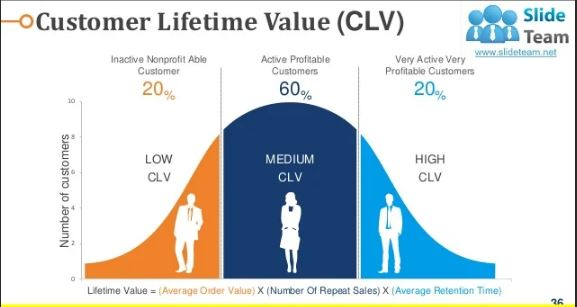 Customer Lifetime Value (CLV)
Slide
Team
www.slideteam.net
Inactive Nonprofit Able
Customer
20%
Active Profitable
Customers
60%
Very Active Very
Profitable Customers
20%
Number of customers
10
8
6
4
2
0
LOW
CLV
MEDIUM
CLV
HIGH
CLV
Lifetime Value = (Average Order Value) X (Number Of Repeat Sales) X (Average Retention Time)
36